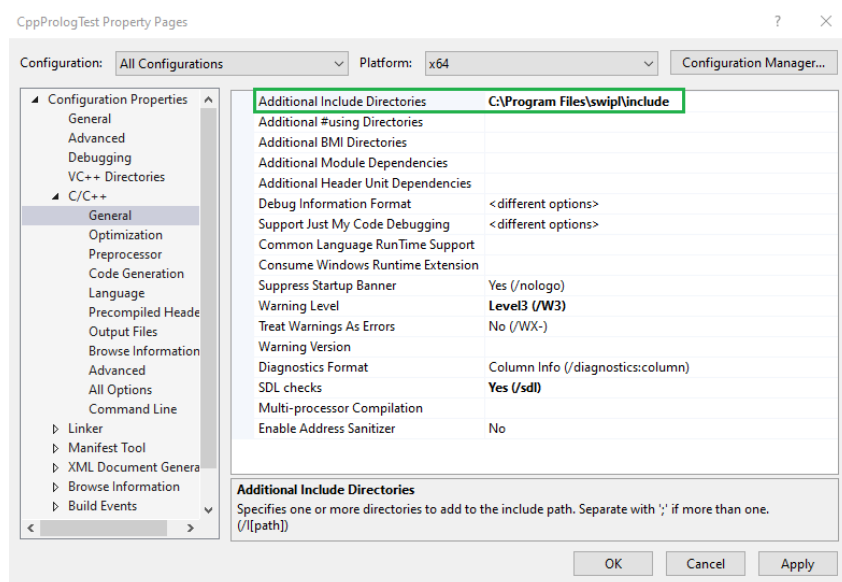 CppPrologTest Property Pages
? ×
Configuration: All Configurations Platform: x64 Configuration Manager...
Configuration Properties
General
Advanced
Debugging
VC++ Directories
C/C++
General
Optimization
Preprocessor
Code Generation
Language
Precompiled Heade
Output Files
Browse Information
Advanced
All Options
Command Line
Linker
Manifest Tool
XML Document Genera
Browse Information
Build Events
Additional Include Directories C:\Program Files\swipl\include
Additional #using Directories
Additional BMI Directories
Additional Module Dependencies
Additional Header Unit Dependencies
Debug Information Format <different options>
Support Just My Code Debugging <different options>
Common Language RunTime Support
Consume Windows Runtime Extension
Suppress Startup Banner Yes (/nologo)
Warning Level Level3 (/W3)
Treat Warnings As Errors No (/WX-)
Warning Version
Diagnostics Format Column Info (/diagnostics:column)
SDL checks Yes (/sdl)
Multi-processor Compilation
Enable Address Sanitizer No
Additional Include Directories
Specifies one or more directories to add to the include path. Separate with ';' if more than one.
(/I[path])
OK Cancel Apply